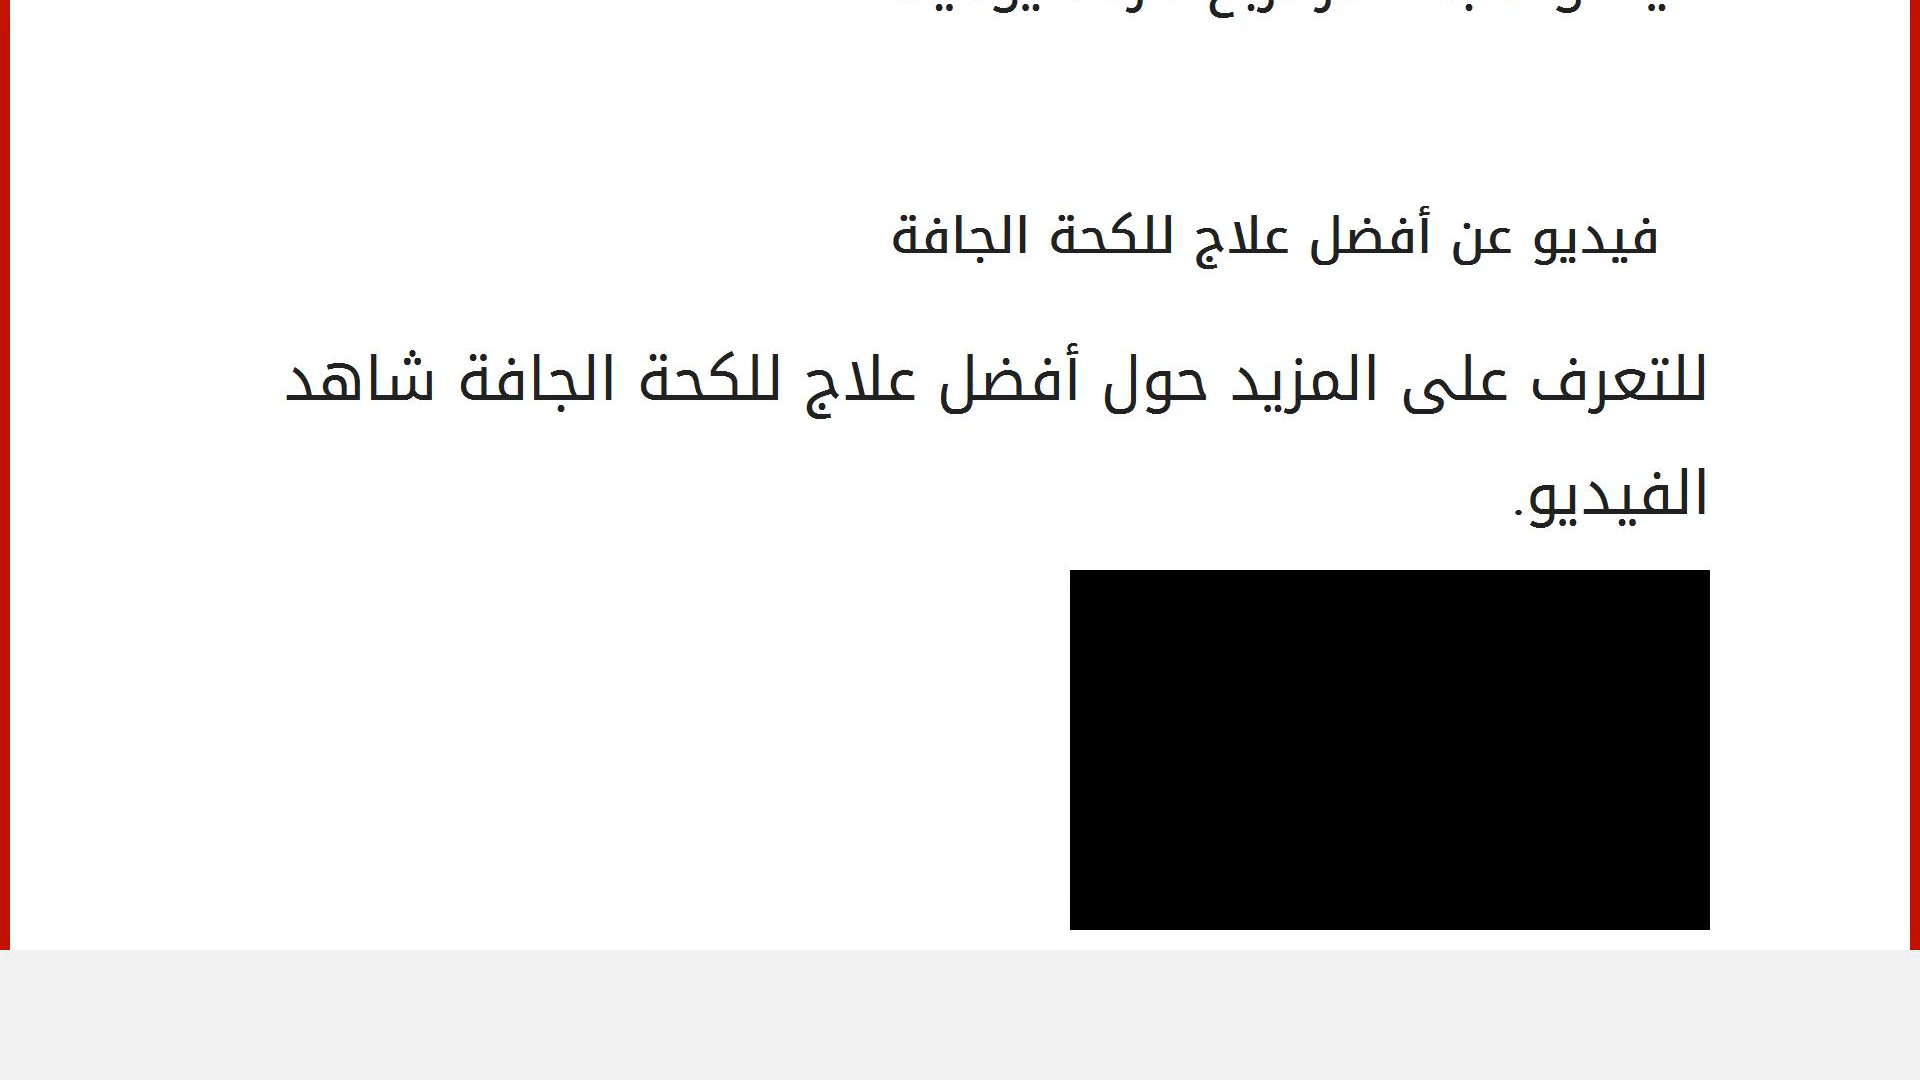 فيديو عن أفضل علاج للكحة الجافة
للتعرف على المزيد حول أفضل علاج للكحة الجافة شاهد
الفيديو.